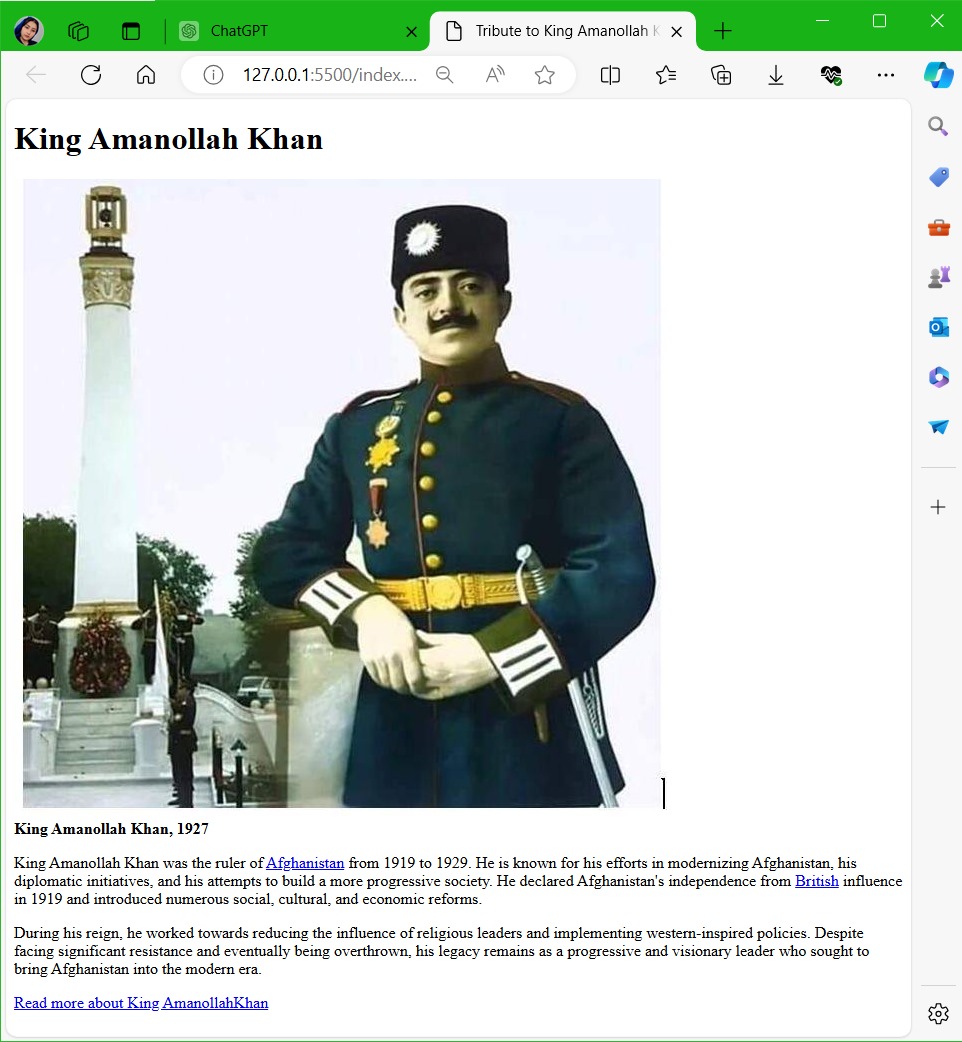 ChatGPT
Tribute to King Amanollah K
127.0.0.1:5500/index....
King Amanollah Khan
King Amanollah Khan, 1927
King Amanollah Khan was the ruler of Afghanistan from 1919 to 1929. He is known for his efforts in modernizing Afghanistan, his
diplomatic initiatives, and his attempts to build a more progressive society. He declared Afghanistan's independence from British influence
in 1919 and introduced numerous social, cultural, and economic reforms.
During his reign, he worked towards reducing the influence of religious leaders and implementing western-inspired policies. Despite
facing significant resistance and eventually being overthrown, his legacy remains as a progressive and visionary leader who sought to
bring Afghanistan into the modern era.
Read more about King AmanollahKhan